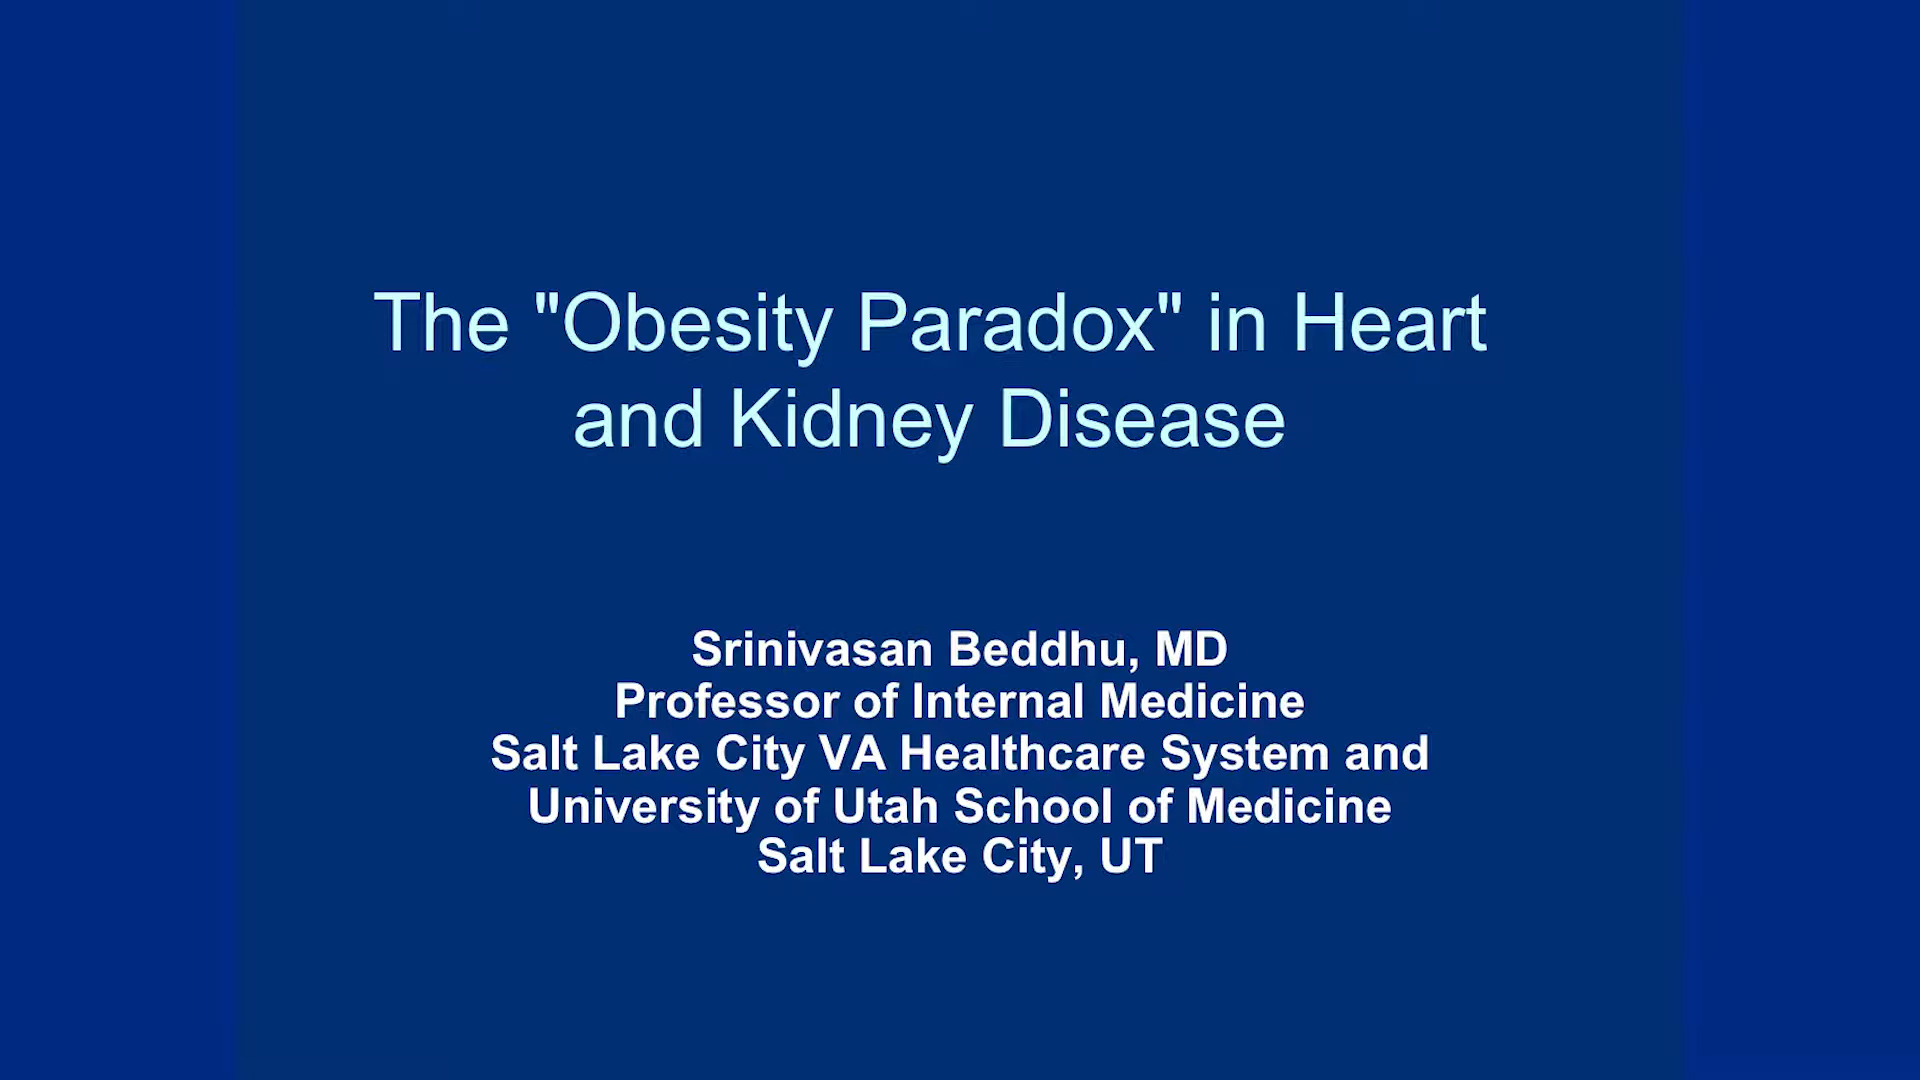 The "Obesity Paradox" in Heart
and Kidney Disease
Srinivasan Beddhu, MD
Professor of Internal Medicine
Salt Lake City VA Healthcare System and
University of Utah School of Medicine
Salt Lake City, UT